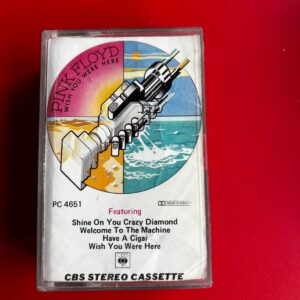 PINK FLOYD
WISH YOU WERE HERE
PC 4651
Featuring
Shine On You Crazy Diamond
Welcome To The Machine
Have A Cigar
Wish You Were Here
CBS STEREO CASSETTE